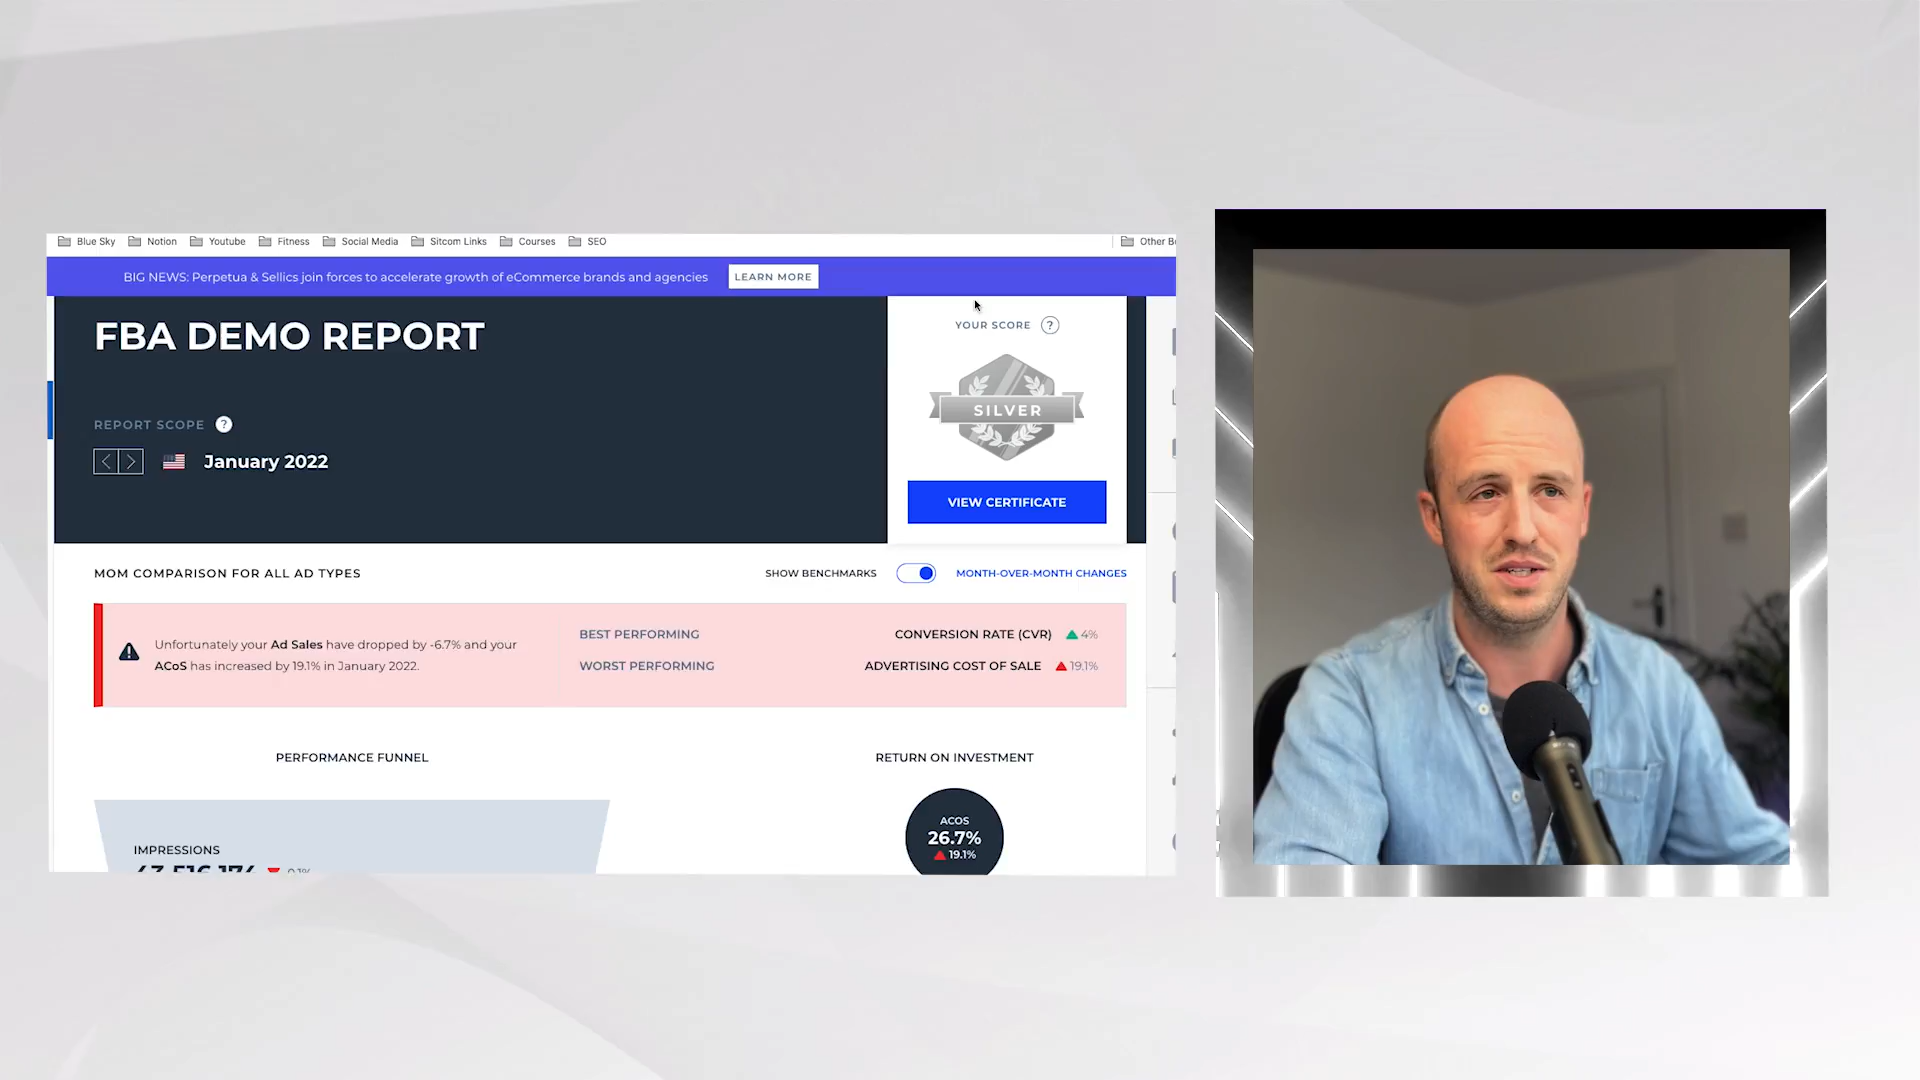 Blue Sky Notion Youtube Fitness Social Media Sitcom Links Courses SEO Other
BIG NEWS: Perpetua & Sellics join forces to accelerate growth of eCommerce brands and agencies LEARN MORE
FBA DEMO REPORT
YOUR SCORE ?
SILVER
REPORT SCOPE ?
January 2022
VIEW CERTIFICATE
MOM COMPARISON FOR ALL AD TYPES
SHOW BENCHMARKS MONTH-OVER-MONTH CHANGES
Unfortunately your Ad Sales have dropped by -6.7% and your
ACoS has increased by 19.1% in January 2022.
BEST PERFORMING CONVERSION RATE (CVR) 4%
WORST PERFORMING ADVERTISING COST OF SALE 19.1%
PERFORMANCE FUNNEL
RETURN ON INVESTMENT
IMPRESSIONS
ACOS
26.7%
19.1%